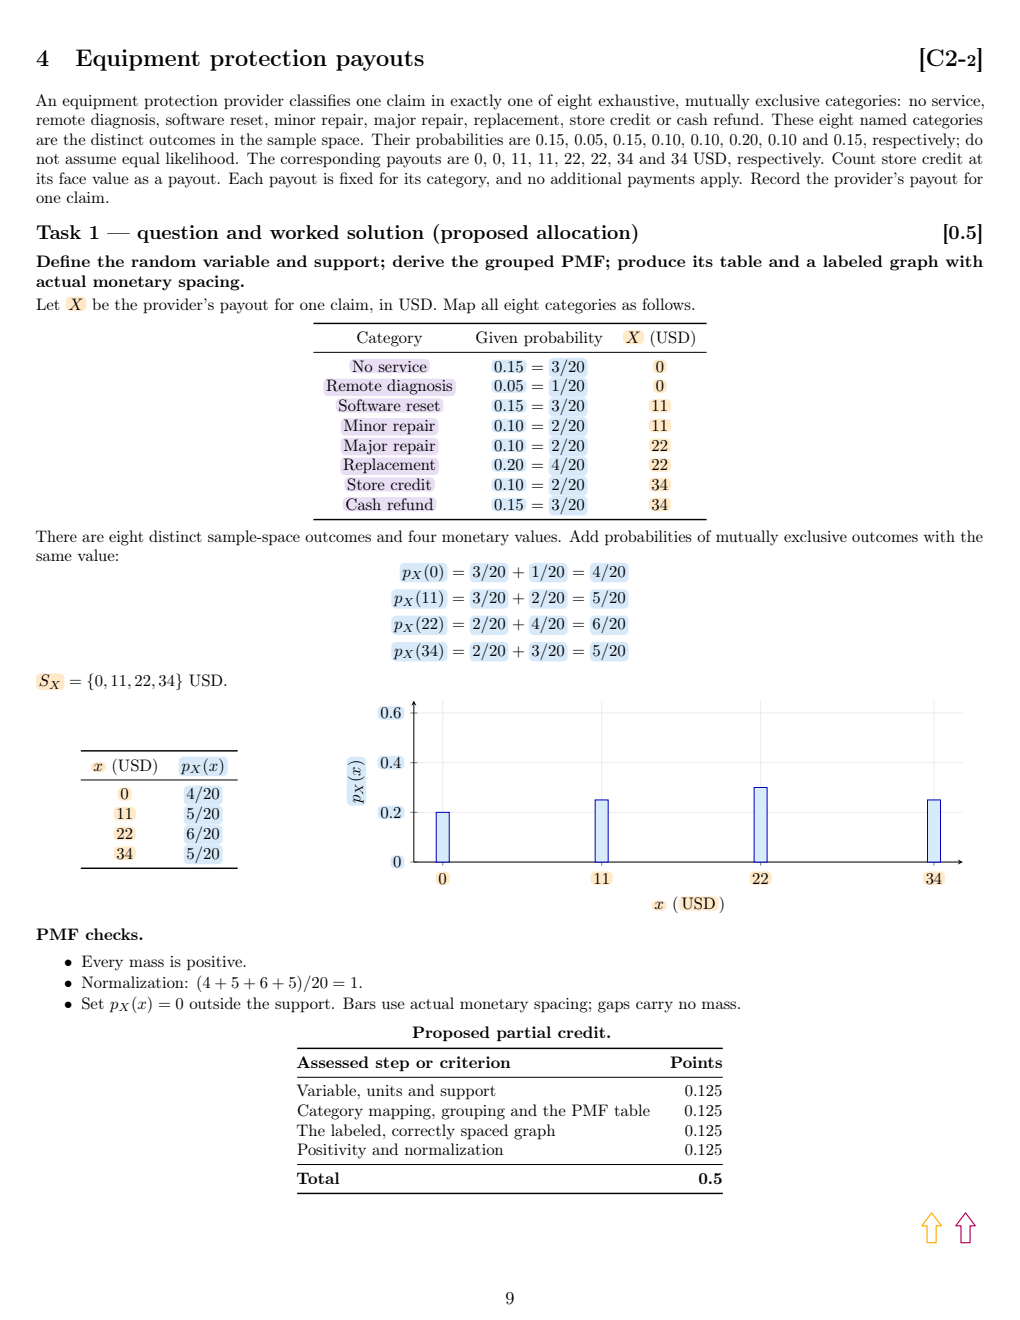 4 Equipment protection payouts [C2-2]
An equipment protection provider classifies one claim in exactly one of eight exhaustive, mutually exclusive categories: no service,
remote diagnosis, software reset, minor repair, major repair, replacement, store credit or cash refund. These eight named categories
are the distinct outcomes in the sample space. Their probabilities are 0.15, 0.05, 0.15, 0.10, 0.10, 0.20, 0.10 and 0.15, respectively; do
not assume equal likelihood. The corresponding payouts are 0, 0, 11, 11, 22, 22, 34 and 34 USD, respectively. Count store credit at
its face value as a payout. Each payout is fixed for its category, and no additional payments apply. Record the provider's payout for
one claim.
Task 1 — question and worked solution (proposed allocation) [0.5]
Define the random variable and support; derive the grouped PMF; produce its table and a labeled graph with
actual monetary spacing.
Let X be the provider's payout for one claim, in USD. Map all eight categories as follows.
Category Given probability X (USD)
No service 0.15 = 3/20 0
Remote diagnosis 0.05 = 1/20 0
Software reset 0.15 = 3/20 11
Minor repair 0.10 = 2/20 11
Major repair 0.10 = 2/20 22
Replacement 0.20 = 4/20 22
Store credit 0.10 = 2/20 34
Cash refund 0.15 = 3/20 34
There are eight distinct sample-space outcomes and four monetary values. Add probabilities of mutually exclusive outcomes with the
same value:
p_X(0) = 3/20 + 1/20 = 4/20
p_X(11) = 3/20 + 2/20 = 5/20
p_X(22) = 2/20 + 4/20 = 6/20
p_X(34) = 2/20 + 3/20 = 5/20
S_X = {0, 11, 22, 34} USD.
x (USD) p_X(x)
0 4/20
11 5/20
22 6/20
34 5/20
p_X(x)
0.6
0.4
0.2
0
0 11 22 34
x (USD)
PMF checks.
• Every mass is positive.
• Normalization: (4 + 5 + 6 + 5)/20 = 1.
• Set p_X(x) = 0 outside the support. Bars use actual monetary spacing; gaps carry no mass.
Proposed partial credit.
Assessed step or criterion Points
Variable, units and support 0.125
Category mapping, grouping and the PMF table 0.125
The labeled, correctly spaced graph 0.125
Positivity and normalization 0.125
Total 0.5
9